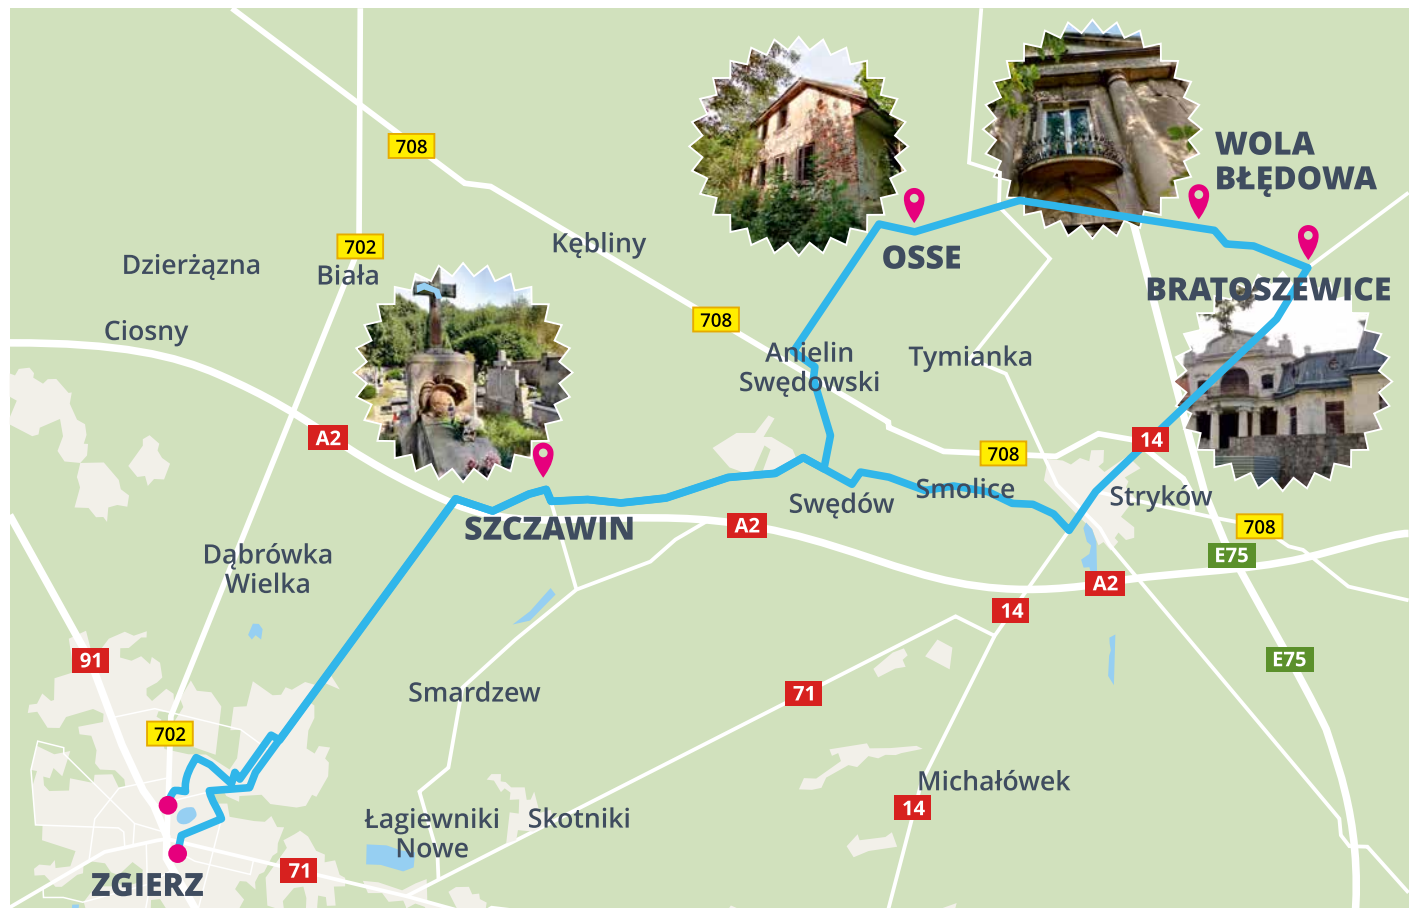 WOLA
BŁĘDOWA
708
702
Kębliny
OSSE
Dzierżązna
Biała
BRATOSZEWICE
Ciosny
708
Anielin
Swędowski
Tymianka
A2
14
708
Smolice
Stryków
Swędów
SZCZAWIN
A2
708
E75
Dąbrówka
Wielka
A2
14
91
E75
Smardzew
71
702
Michałówek
14
Łagiewniki
Nowe
Skotniki
71
ZGIERZ